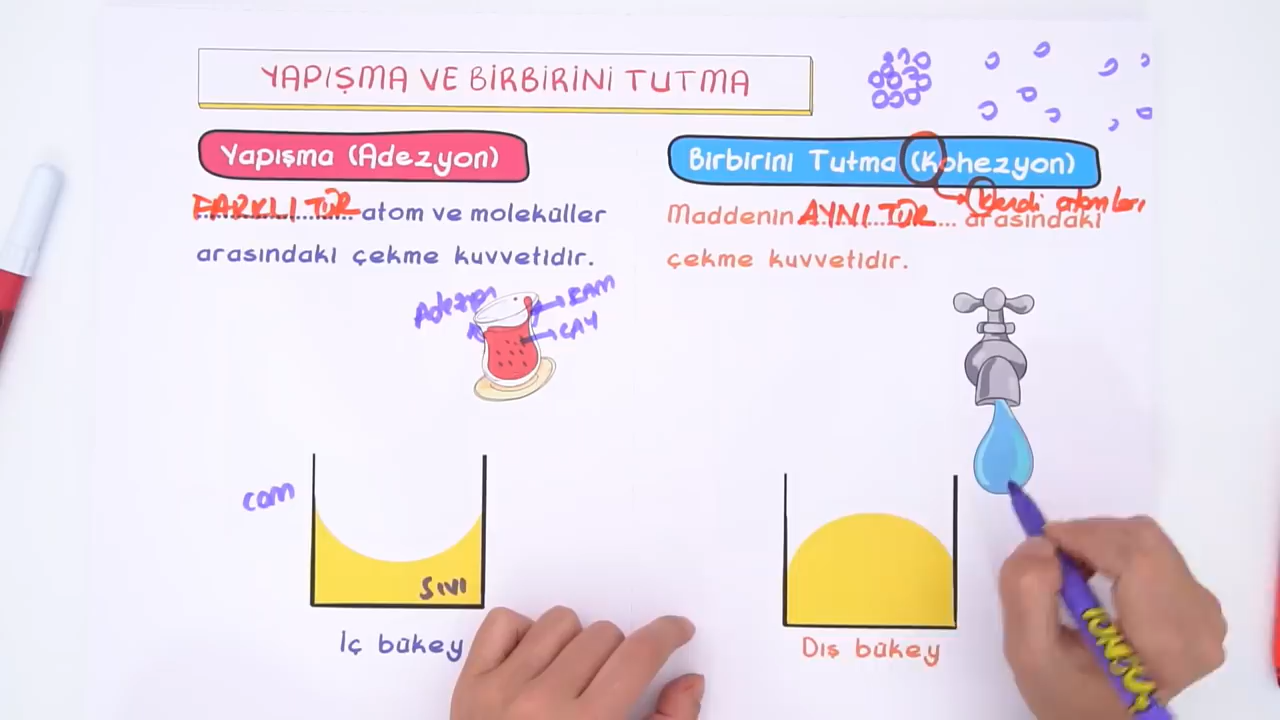 YAPIŞMA VE BİRBİRİNİ TUTMA
Yapışma (Adezyon)
FARKLI TÜR atom ve moleküller
arasındaki çekme kuvvetidir.
Adezyon
CAM
ÇAY
cam
SIVI
İç bükey
Birbirini Tutma (Kohezyon)
kendi atomları
Maddenin AYNI TÜR arasındaki
çekme kuvvetidir.
Dış bükey